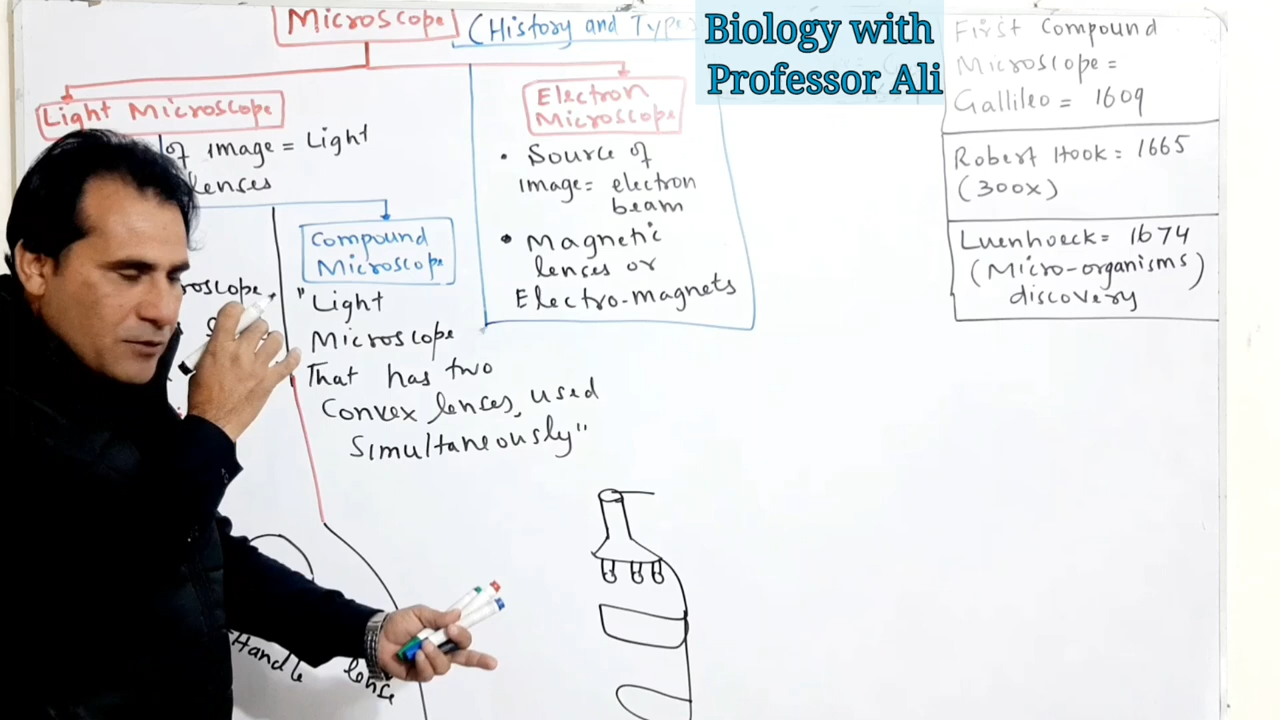 Microscope
(History and Type
Biology with
Professor Ali
Light Microscope
of image = Light
lenses
roscope
Compound
Microscope
"Light
Microscope
That has two
Convex lenses, used
Simultaneously"
Handle
lense
Electron
Microscope
• Source of
image= electron
beam
• Magnetic
lenses or
Electro-magnets
First Compound
Microscope =
Gallileo = 1609
Robert Hook = 1665
(300x)
Luenhoeck = 1674
(Micro-organisms)
discovery